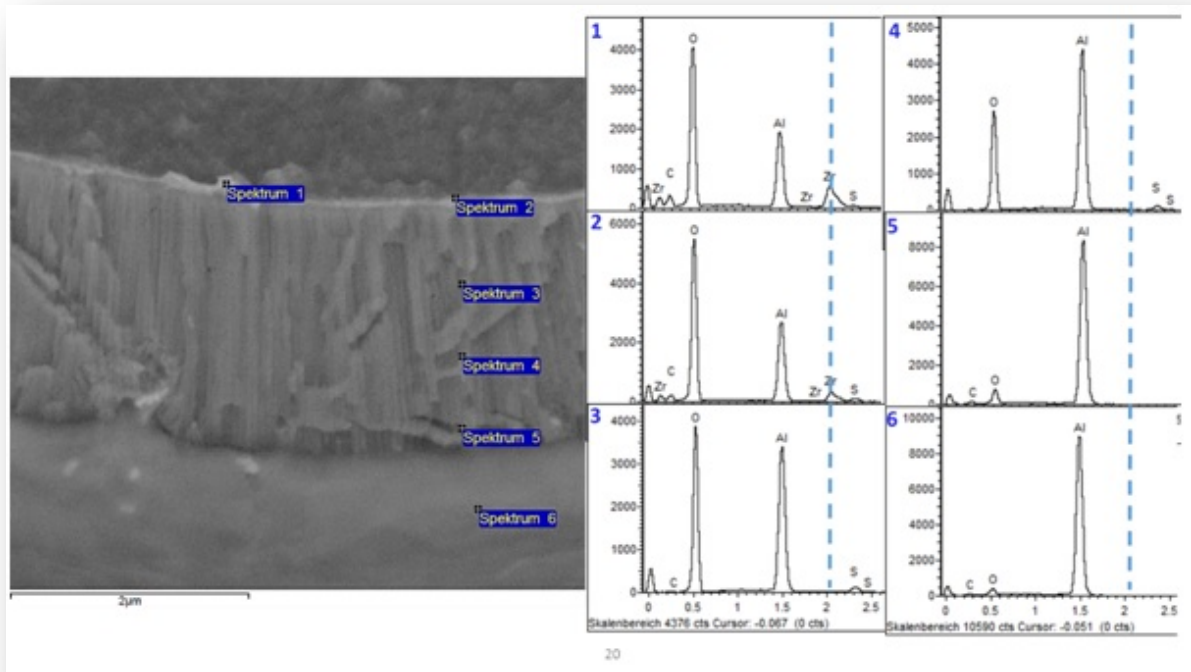 Spektrum 1
Spektrum 2
Spektrum 3
Spektrum 4
Spektrum 5
Spektrum 6
2µm
1
4000
3000
2000
1000
0
Zr
C
O
Al
Zr
Zr
S
2
6000
4000
2000
0
Zr
C
O
Al
Zr
Zr
S
3
4000
3000
2000
1000
0
C
O
Al
S
S
0 0.5 1 1.5 2 2.5
Skalenbereich 4376 cts Cursor: -0.067 (0 cts)
4
5000
4000
3000
2000
1000
0
O
Al
S
S
5
8000
6000
4000
2000
0
C
O
Al
6
10000
8000
6000
4000
2000
0
C
O
Al
0 0.5 1 1.5 2 2.5
Skalenbereich 10590 cts Cursor: -0.051 (0 cts)
20